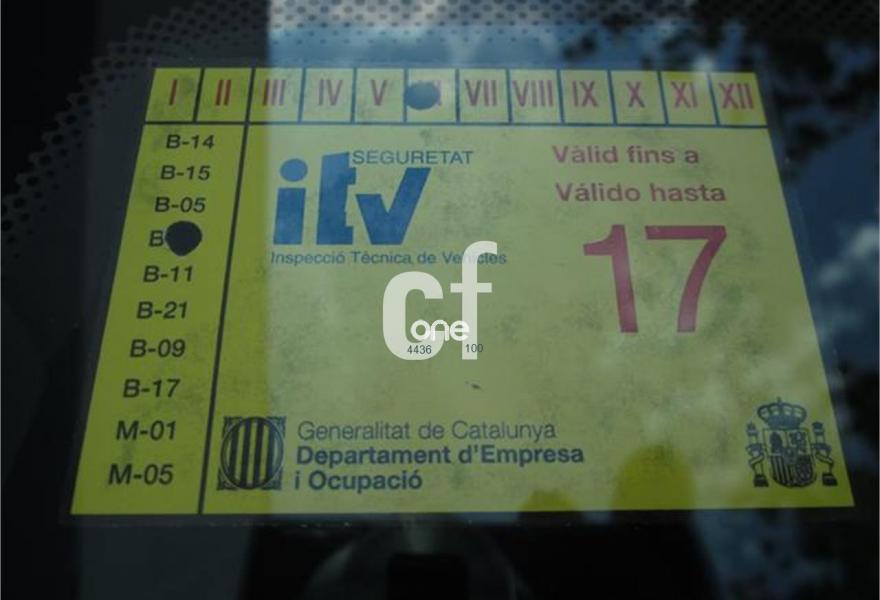 I II III IV V VII VIII IX X XI XII
B-14
B-15
B-05
B
B-11
B-21
B-09
B-17
M-01
M-05
SEGURETAT
itv
Inspecció Tècnica de Vehicles
Vàlid fins a
Válido hasta
17
cf
one
4436 100
Generalitat de Catalunya
Departament d'Empresa
i Ocupació